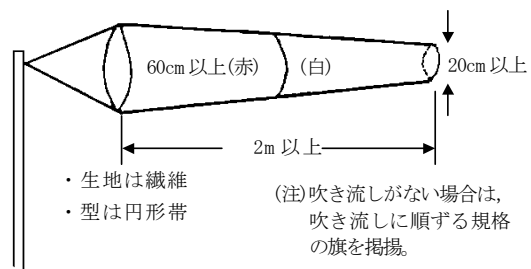 60cm 以上(赤)
(白)
20cm 以上
2m 以上
・生地は繊維
・型は円形帯
(注)吹き流しがない場合は,
吹き流しに順ずる規格
の旗を掲揚。